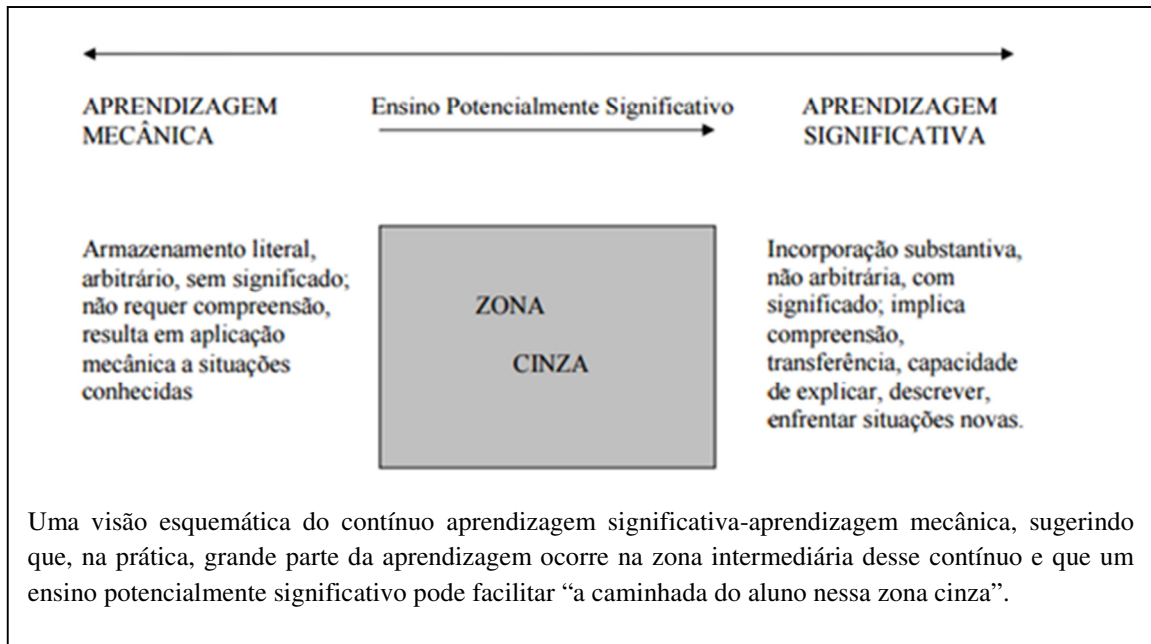 APRENDIZAGEM
MECÂNICA
Ensino Potencialmente Significativo
APRENDIZAGEM
SIGNIFICATIVA
Armazenamento literal,
arbitrário, sem significado;
não requer compreensão,
resulta em aplicação
mecânica a situações
conhecidas
ZONA
CINZA
Incorporação substantiva,
não arbitrária, com
significado; implica
compreensão,
transferência, capacidade
de explicar, descrever,
enfrentar situações novas.
Uma visão esquemática do contínuo aprendizagem significativa-aprendizagem mecânica, sugerindo
que, na prática, grande parte da aprendizagem ocorre na zona intermediária desse contínuo e que um
ensino potencialmente significativo pode facilitar “a caminhada do aluno nessa zona cinza”.